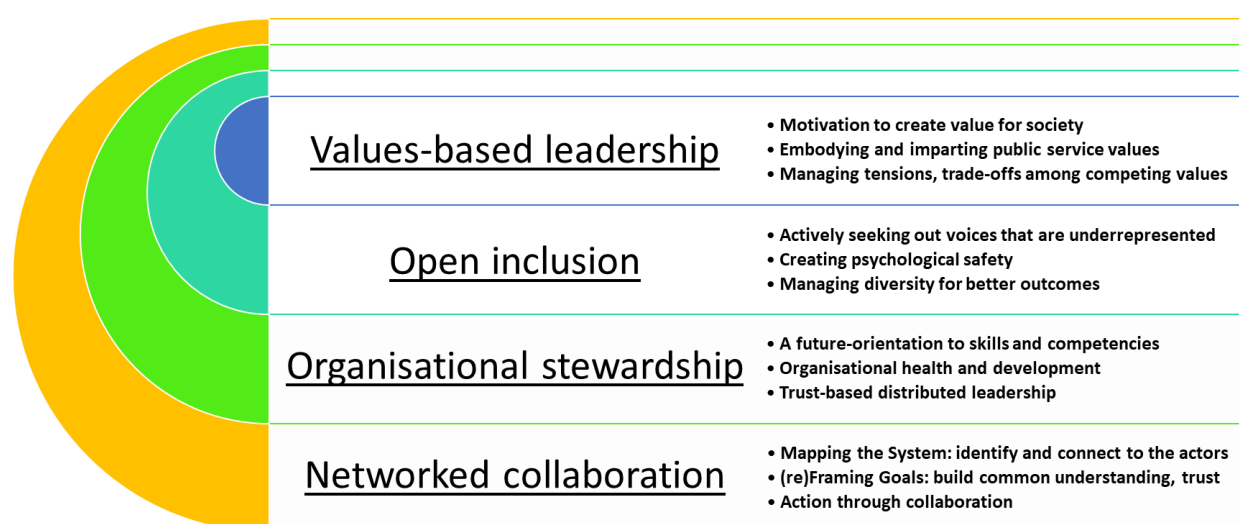 Values-based leadership
• Motivation to create value for society
• Embodying and imparting public service values
• Managing tensions, trade-offs among competing values
Open inclusion
• Actively seeking out voices that are underrepresented
• Creating psychological safety
• Managing diversity for better outcomes
Organisational stewardship
• A future-orientation to skills and competencies
• Organisational health and development
• Trust-based distributed leadership
Networked collaboration
• Mapping the System: identify and connect to the actors
• (re)Framing Goals: build common understanding, trust
• Action through collaboration